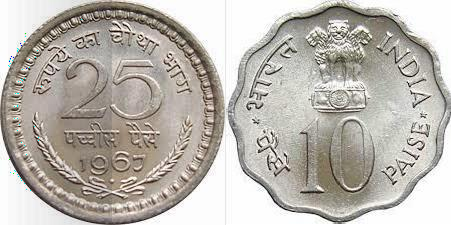 रुपये का चौथा भाग
25
पच्चीस पैसे
1967
भारत INDIA
पैसे 10 PAISE